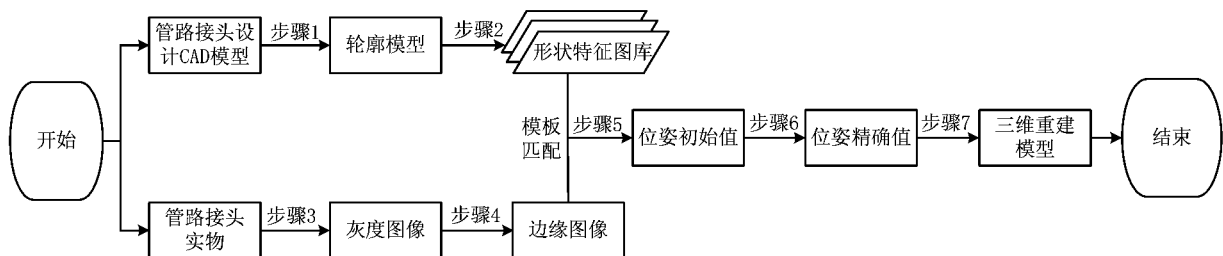 开始
管路接头设
计CAD模型
步骤1
轮廓模型
步骤2
形状特征图库
模板
匹配
步骤5
位姿初始值
步骤6
位姿精确值
步骤7
三维重建
模型
结束
管路接头
实物
步骤3
灰度图像
步骤4
边缘图像